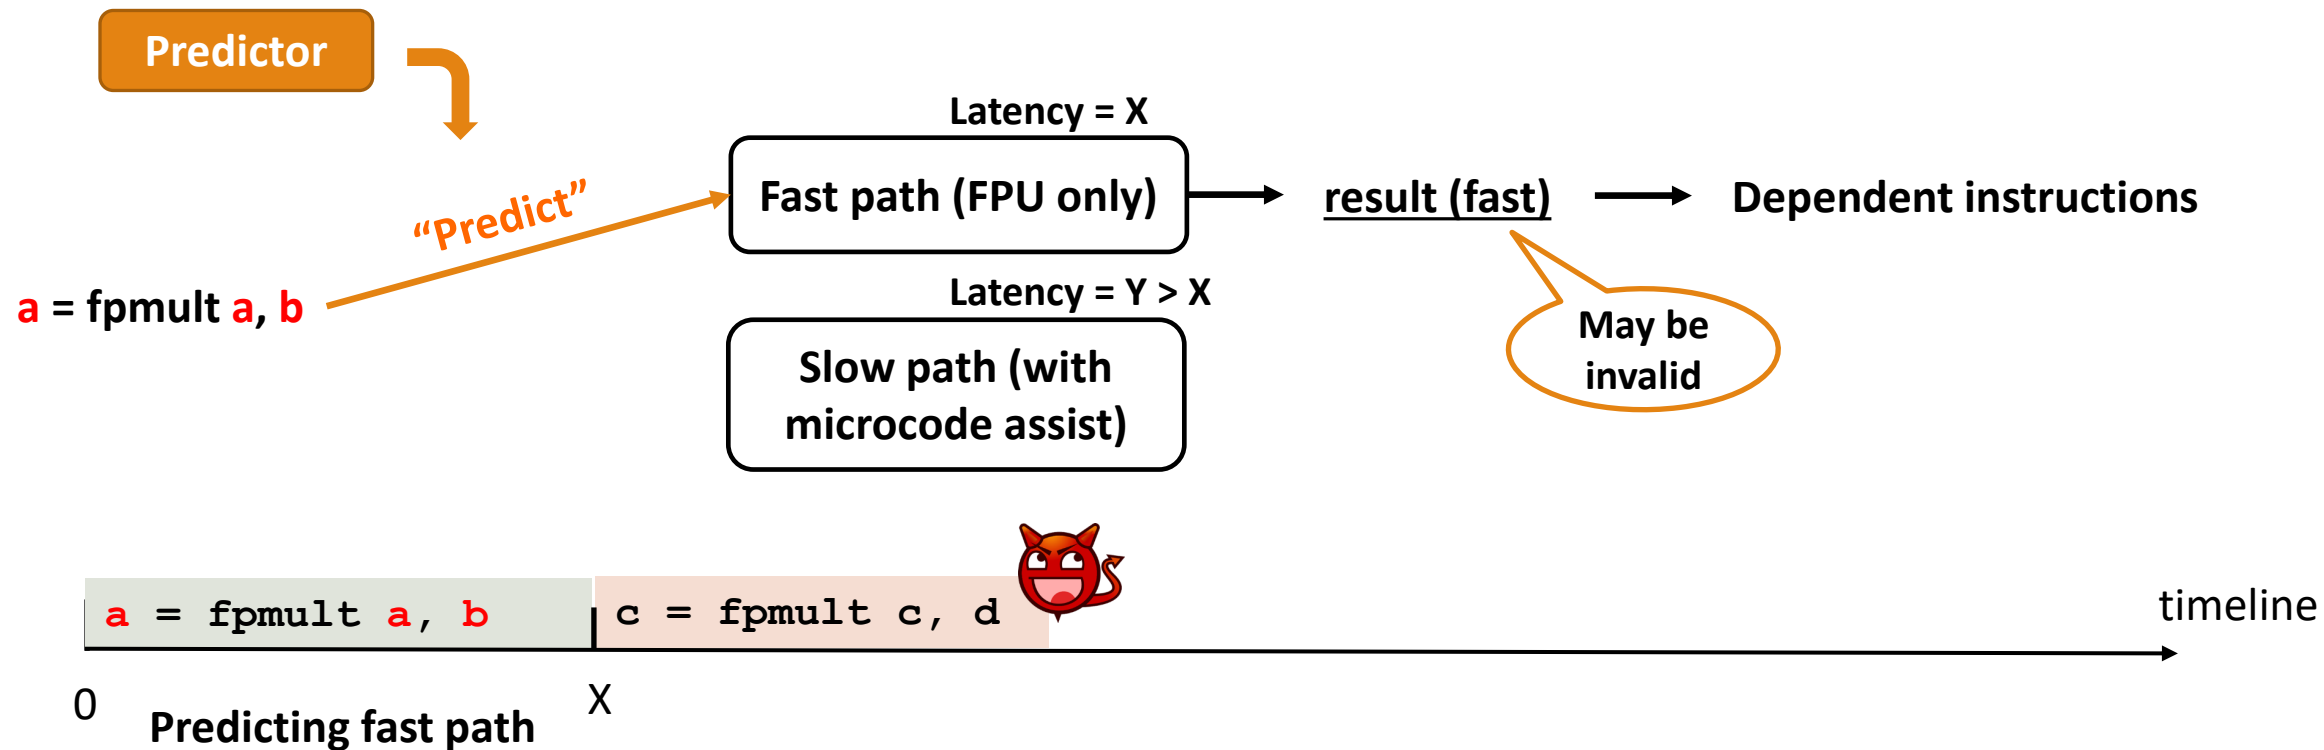 Predictor
Latency = X
"Predict"
Fast path (FPU only)
result (fast)
Dependent instructions
a = fpmult a, b
Latency = Y > X
May be
invalid
Slow path (with
microcode assist)
a = fpmult a, b
c = fpmult c, d
timeline
0
X
Predicting fast path